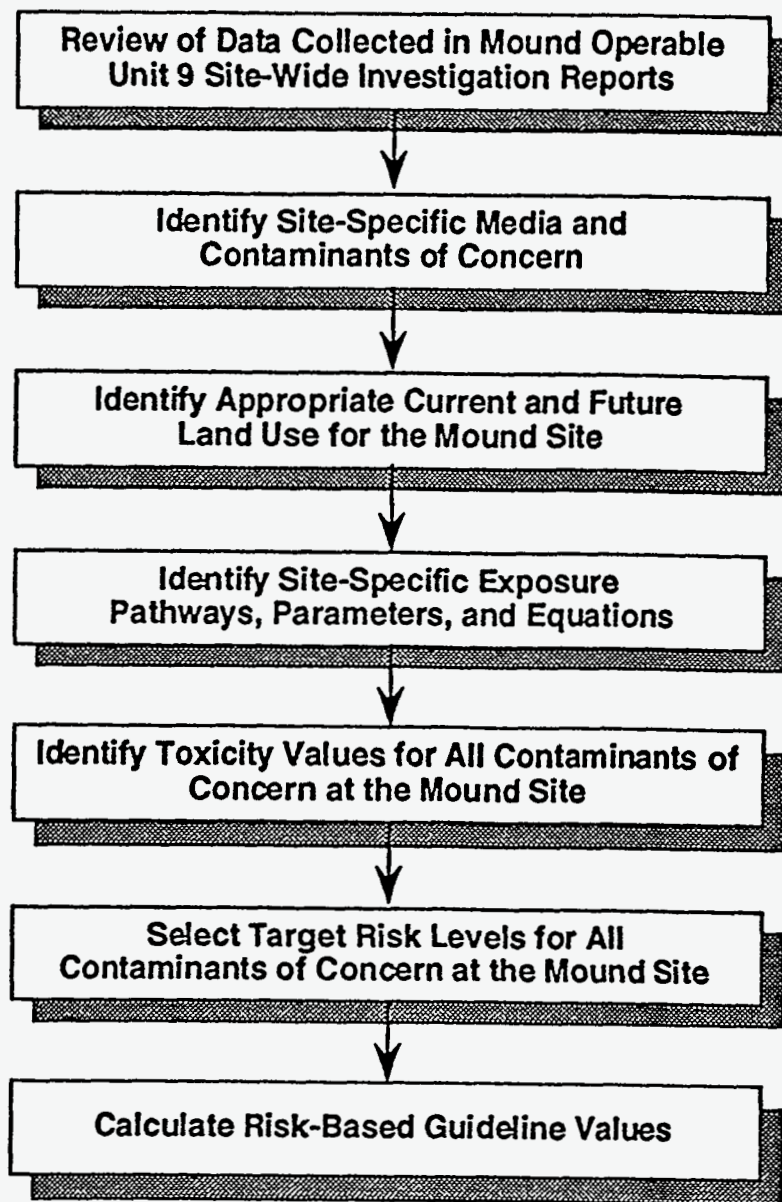 Review of Data Collected in Mound Operable
Unit 9 Site-Wide Investigation Reports
Identify Site-Specific Media and
Contaminants of Concern
Identify Appropriate Current and Future
Land Use for the Mound Site
Identify Site-Specific Exposure
Pathways, Parameters, and Equations
Identify Toxicity Values for All Contaminants of
Concern at the Mound Site
Select Target Risk Levels for All
Contaminants of Concern at the Mound Site
Calculate Risk-Based Guideline Values